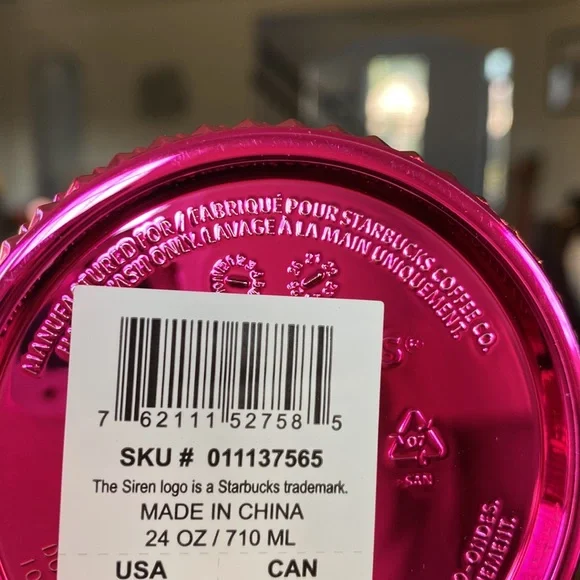 MANUFACTURED FOR / FABRIQUÉ POUR STARBUCKS COFFEE CO.
WASH ONLY. LAVAGE À LA MAIN UNIQUEMENT.
07
SAN
7 62111 52758 5
SKU # 011137565
The Siren logo is a Starbucks trademark.
MADE IN CHINA
24 OZ / 710 ML
USA CAN